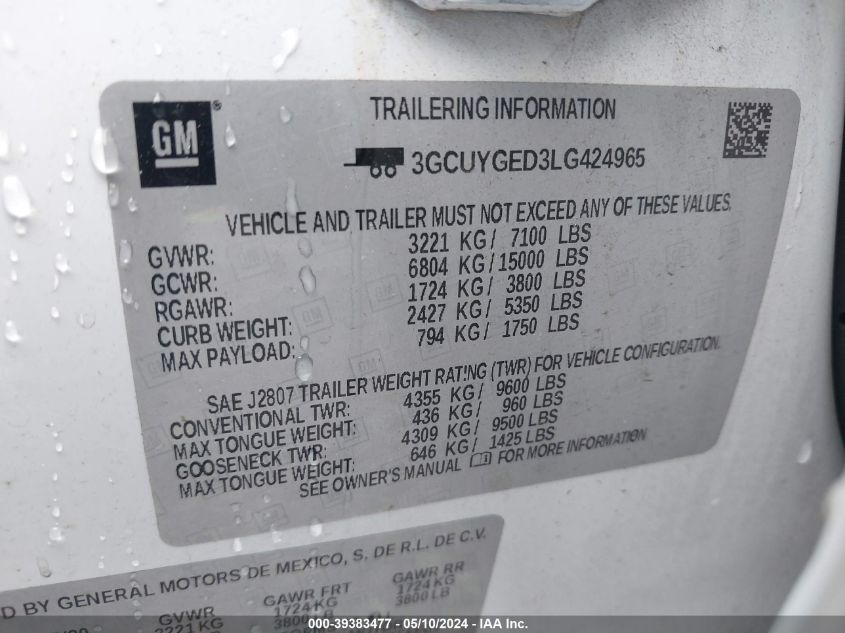 GM®
TRAILERING INFORMATION
3GCUYGED3LG424965
VEHICLE AND TRAILER MUST NOT EXCEED ANY OF THESE VALUES.
GVWR: 3221 KG/ 7100 LBS
GCWR: 6804 KG/15000 LBS
RGAWR: 1724 KG/ 3800 LBS
CURB WEIGHT: 2427 KG/ 5350 LBS
MAX PAYLOAD: 794 KG/ 1750 LBS
SAE J2807 TRAILER WEIGHT RATING (TWR) FOR VEHICLE CONFIGURATION.
CONVENTIONAL TWR: 4355 KG/ 9600 LBS
MAX TONGUE WEIGHT: 436 KG/ 960 LBS
GOOSENECK TWR: 4309 KG/ 9500 LBS
MAX TONGUE WEIGHT: 646 KG/ 1425 LBS
SEE OWNER'S MANUAL FOR MORE INFORMATION
D BY GENERAL MOTORS DE MEXICO, S. DE R.L. DE C.V.
GVWR GAWR FRT GAWR RR
3221 KG 1724 KG 1724 KG
3800 LB 3800 LB
000-39383477 - 05/10/2024 - IAA